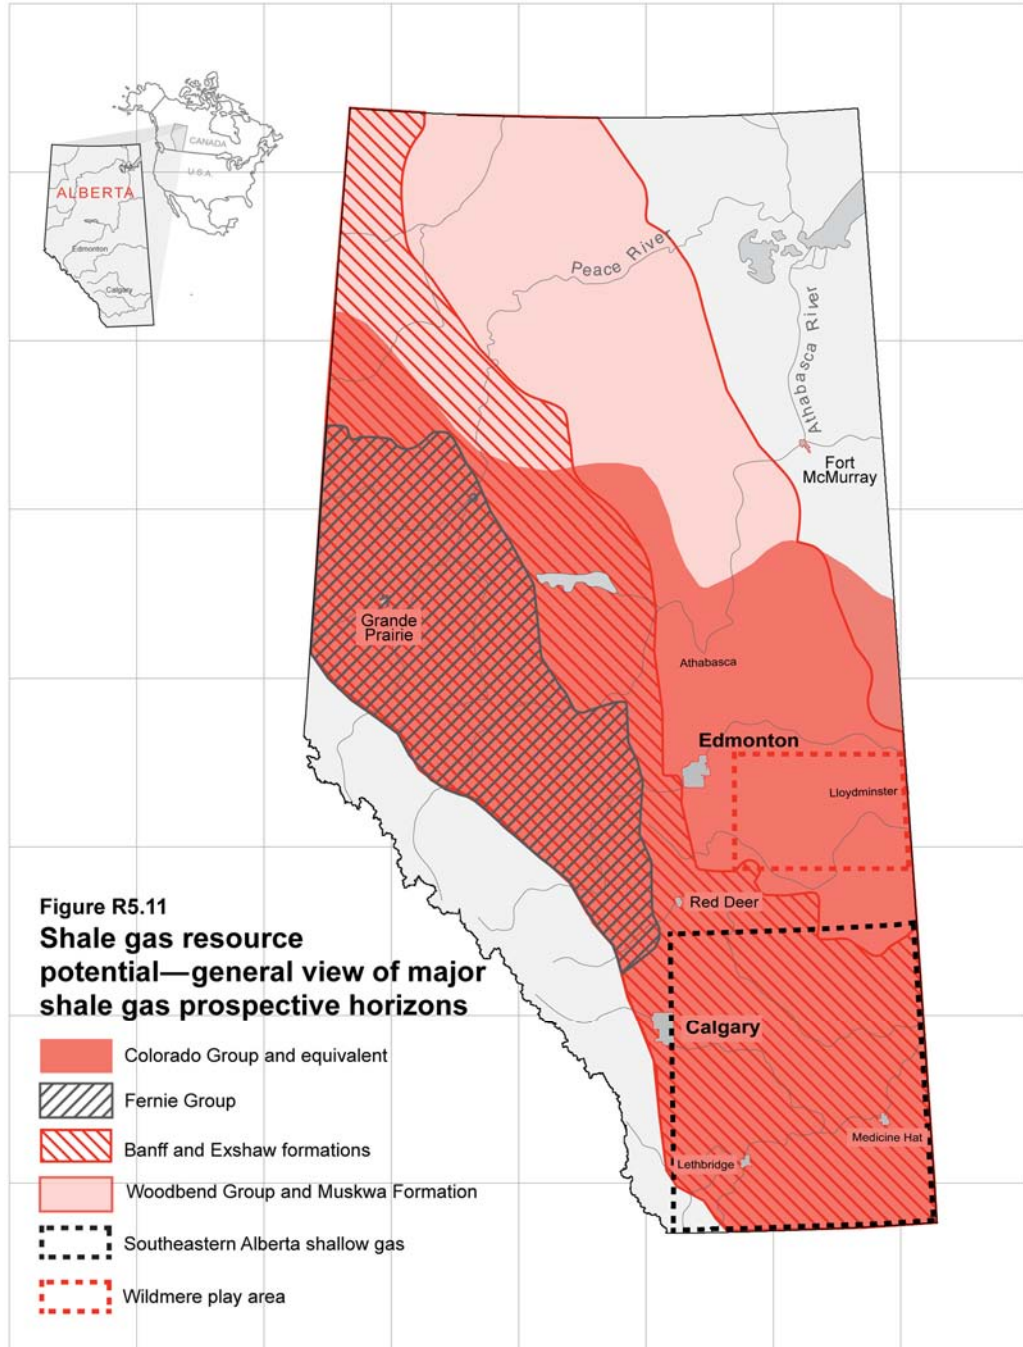 CANADA
U.S.A.
ALBERTA
Edmonton
Calgary
Peace River
Athabasca River
Fort
McMurray
Grande
Prairie
Athabasca
Edmonton
Lloydminster
Red Deer
Calgary
Medicine Hat
Lethbridge
Figure R5.11
Shale gas resource
potential—general view of major
shale gas prospective horizons
Colorado Group and equivalent
Fernie Group
Banff and Exshaw formations
Woodbend Group and Muskwa Formation
Southeastern Alberta shallow gas
Wildmere play area